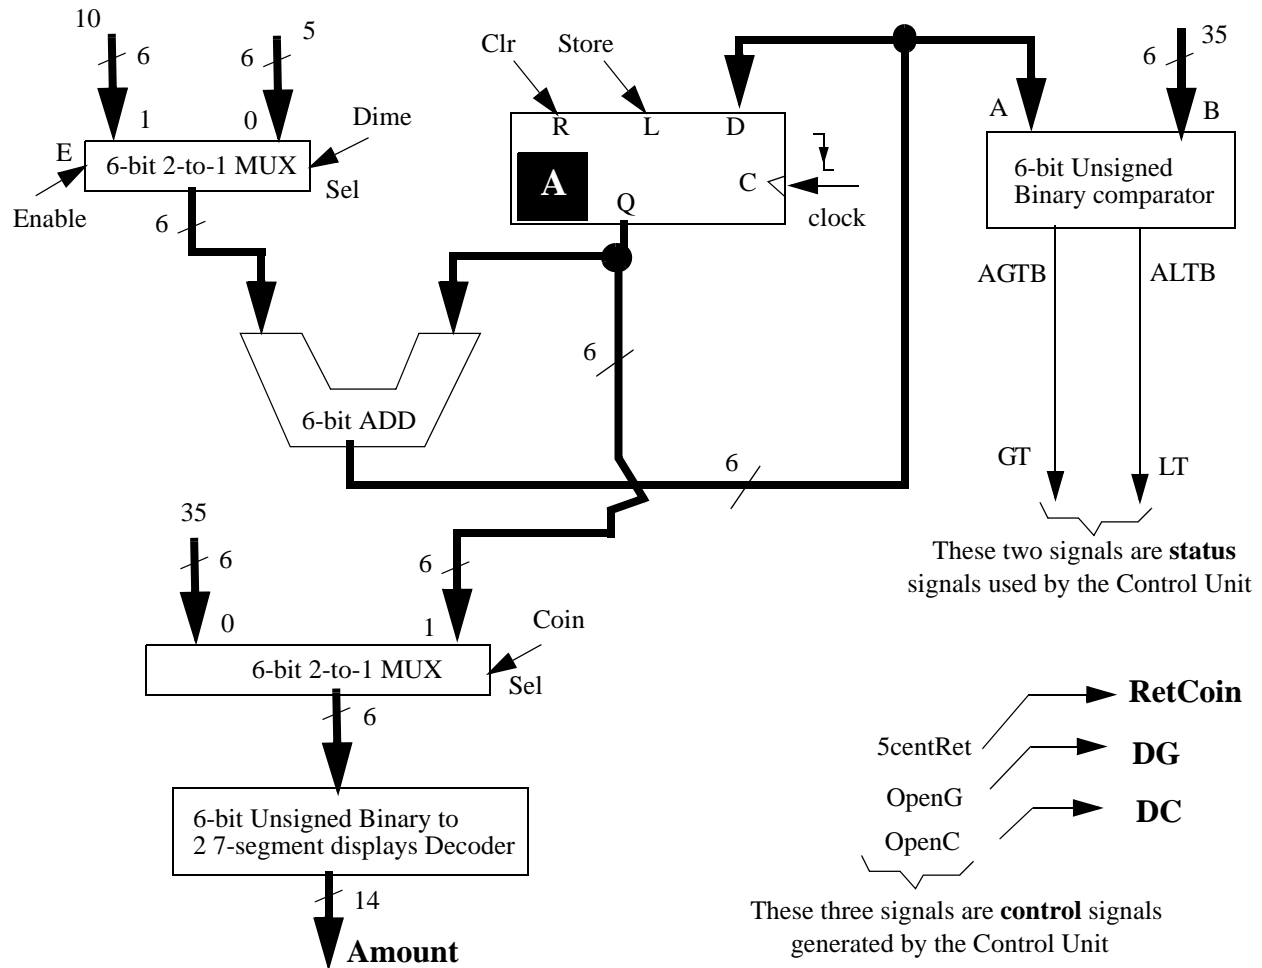 10
6
5
6
1
0
Dime
E
6-bit 2-to-1 MUX
Sel
Enable
6
Clr
Store
R
L
D
A
C
Q
clock
35
6
A
B
6-bit Unsigned
Binary comparator
AGTB
ALTB
6
6-bit ADD
6
GT
LT
These two signals are status
signals used by the Control Unit
35
6
6
0
1
Coin
6-bit 2-to-1 MUX
Sel
6
6-bit Unsigned Binary to
2 7-segment displays Decoder
14
Amount
RetCoin
5centRet
DG
OpenG
DC
OpenC
These three signals are control signals
generated by the Control Unit